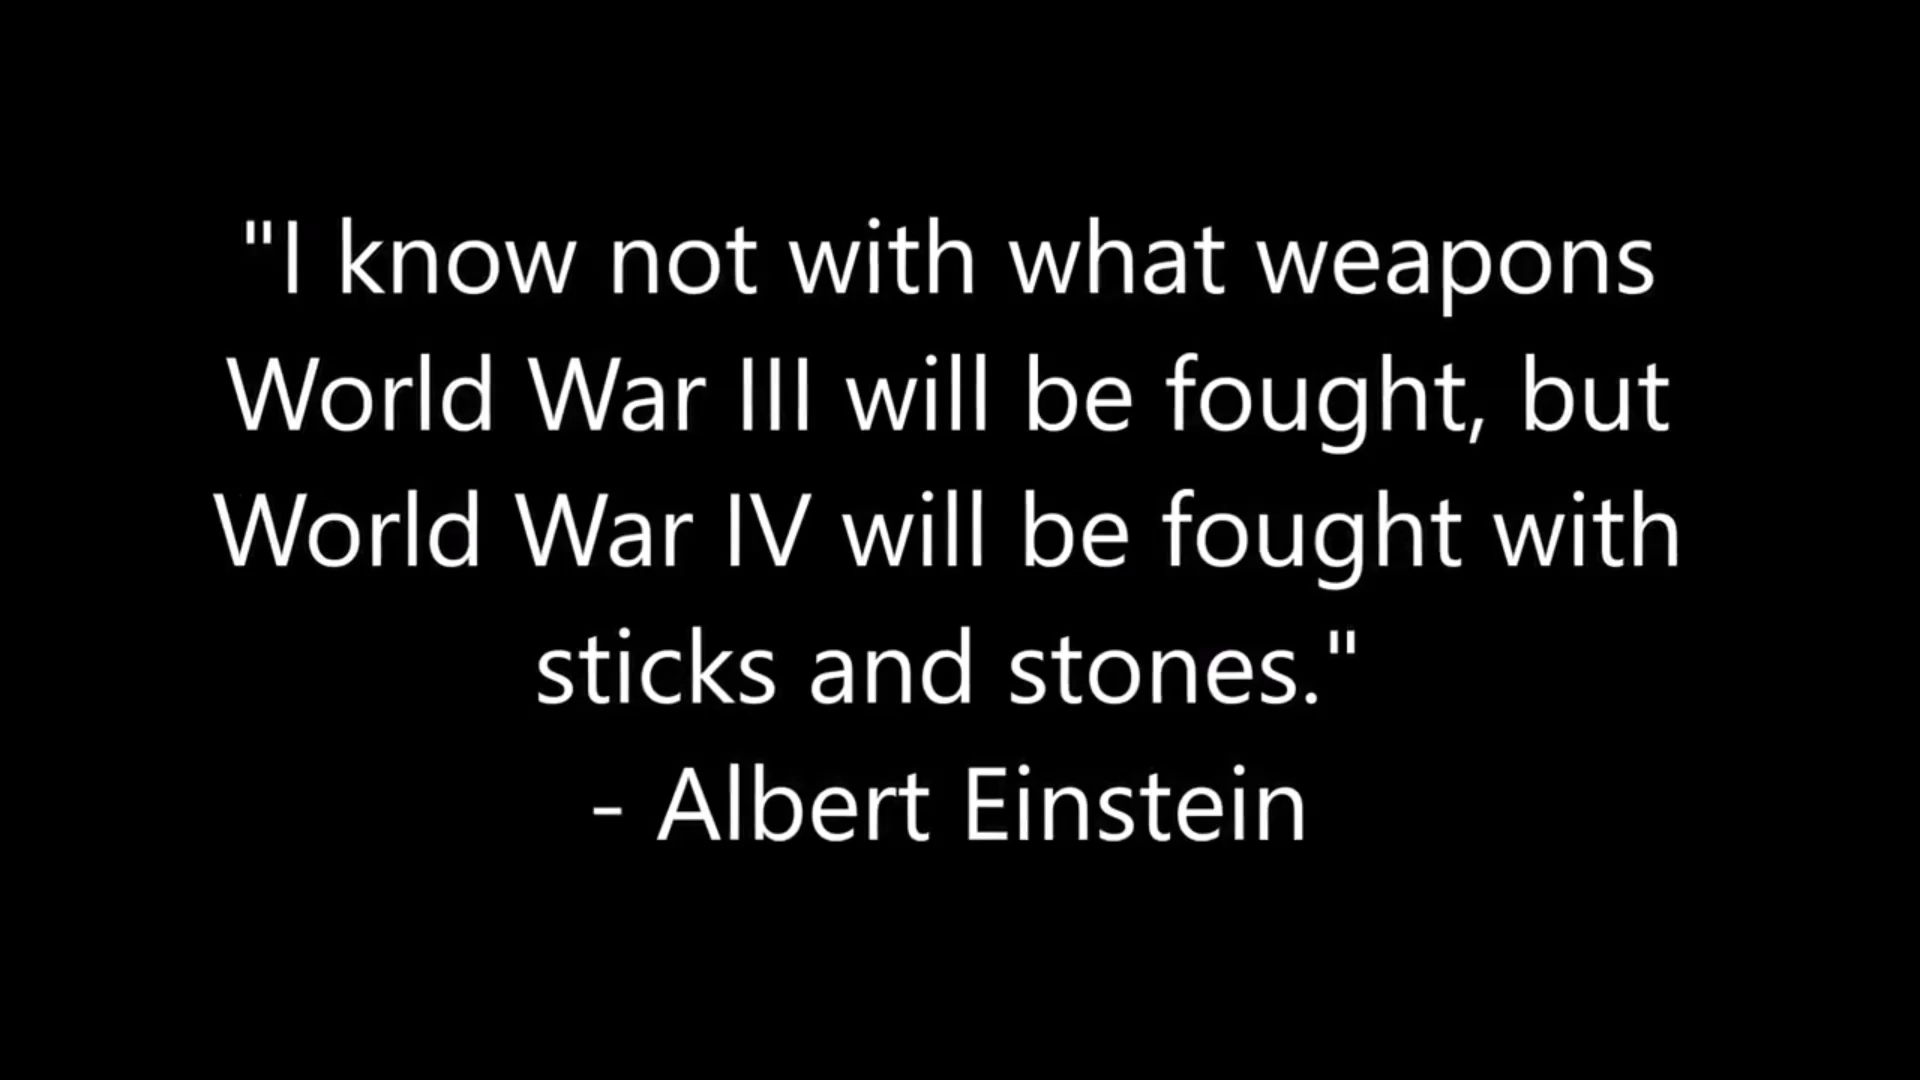 "I know not with what weapons
World War III will be fought, but
World War IV will be fought with
sticks and stones."
- Albert Einstein